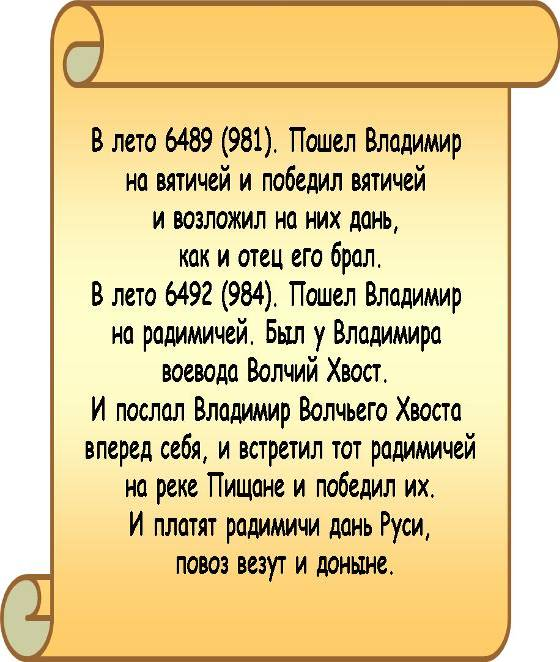 В лето 6489 (981). Пошел Владимир
на вятичей и победил вятичей
и возложил на них дань,
как и отец его брал.
В лето 6492 (984). Пошел Владимир
на радимичей. Был у Владимира
воевода Волчий Хвост.
И послал Владимир Волчьего Хвоста
вперед себя, и встретил тот радимичей
на реке Пищане и победил их.
И платят радимичи дань Руси,
повоз везут и доныне.